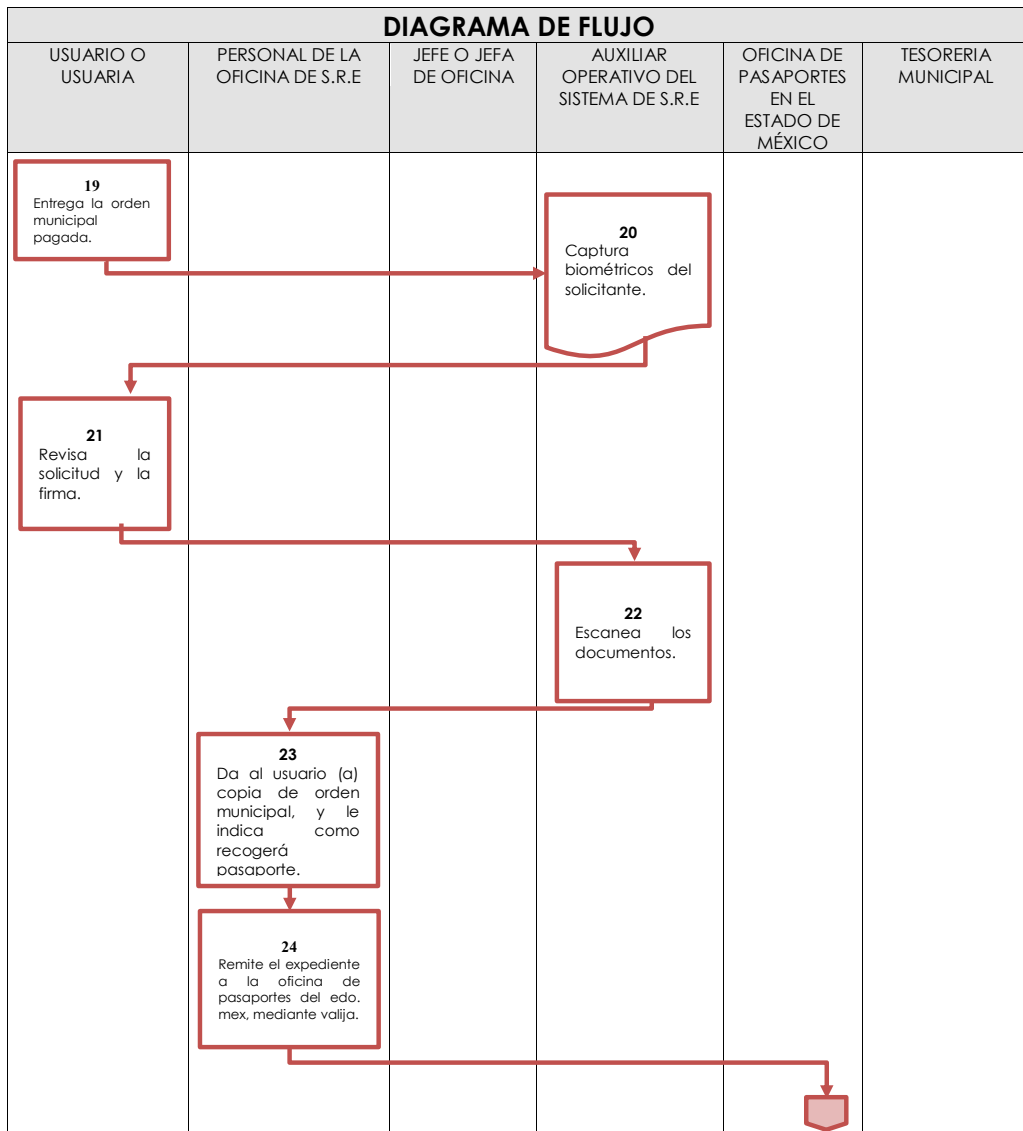 DIAGRAMA DE FLUJO
USUARIO O
USUARIA
PERSONAL DE LA
OFICINA DE S.R.E
JEFE O JEFA
DE OFICINA
AUXILIAR
OPERATIVO DEL
SISTEMA DE S.R.E
OFICINA DE
PASAPORTES
EN EL
ESTADO DE
MÉXICO
TESORERIA
MUNICIPAL
19
Entrega la orden
municipal
pagada.
20
Captura
biométricos del
solicitante.
21
Revisa la
solicitud y la
firma.
22
Escanea los
documentos.
23
Da al usuario (a)
copia de orden
municipal, y le
indica como
recogerá
pasaporte.
24
Remite el expediente
a la oficina de
pasaportes del edo.
mex, mediante valija.